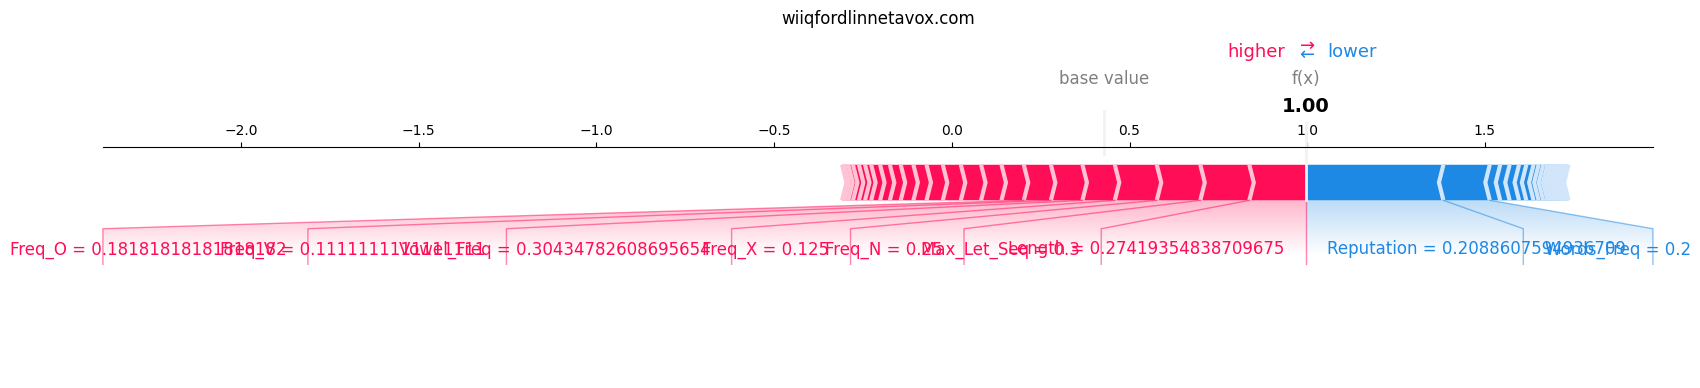 wiiqfordlinnetavox.com
higher ⇄ lower
base value f(x)
1.00
−2.0 −1.5 −1.0 −0.5 0.0 0.5 1.0 1.5
Freq_O = 0.18181818181818182 Freq_V = 0.1111111111111111 Vowel_Freq = 0.30434782608695654 Freq_X = 0.125 Freq_N = 0.25 Max_Let_Seq = 0.3 Length = 0.27419354838709675 Reputation = Words_Freq = 0.2